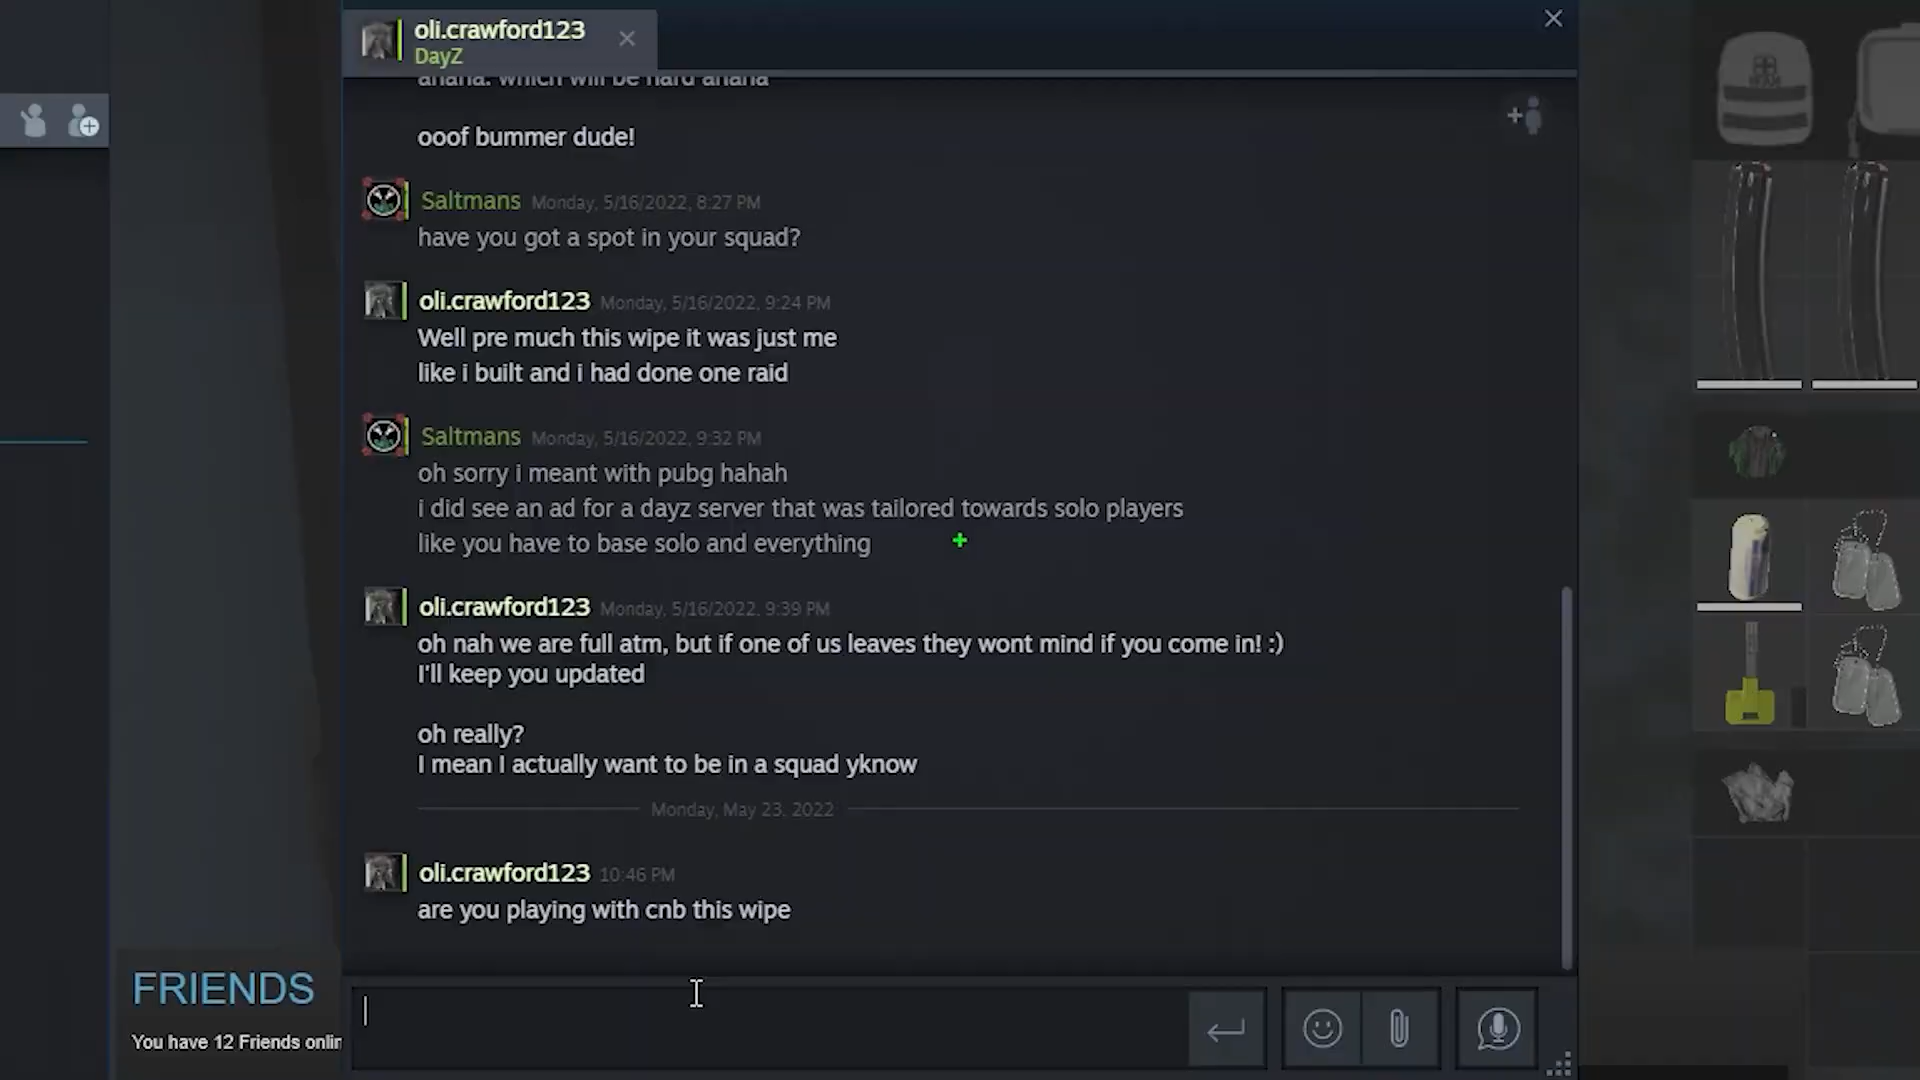 oli.crawford123
DayZ
ahaha. which will be hard ahaha
ooof bummer dude!
Saltmans Monday, 5/16/2022, 8:27 PM
have you got a spot in your squad?
oli.crawford123 Monday, 5/16/2022, 9:24 PM
Well pre much this wipe it was just me
like i built and i had done one raid
Saltmans Monday, 5/16/2022, 9:32 PM
oh sorry i meant with pubg hahah
i did see an ad for a dayz server that was tailored towards solo players
like you have to base solo and everything
oli.crawford123 Monday, 5/16/2022, 9:39 PM
oh nah we are full atm, but if one of us leaves they wont mind if you come in! :)
I'll keep you updated
oh really?
I mean I actually want to be in a squad yknow
Monday, May 23, 2022
oli.crawford123 10:46 PM
are you playing with cnb this wipe
FRIENDS
You have 12 Friends onlin